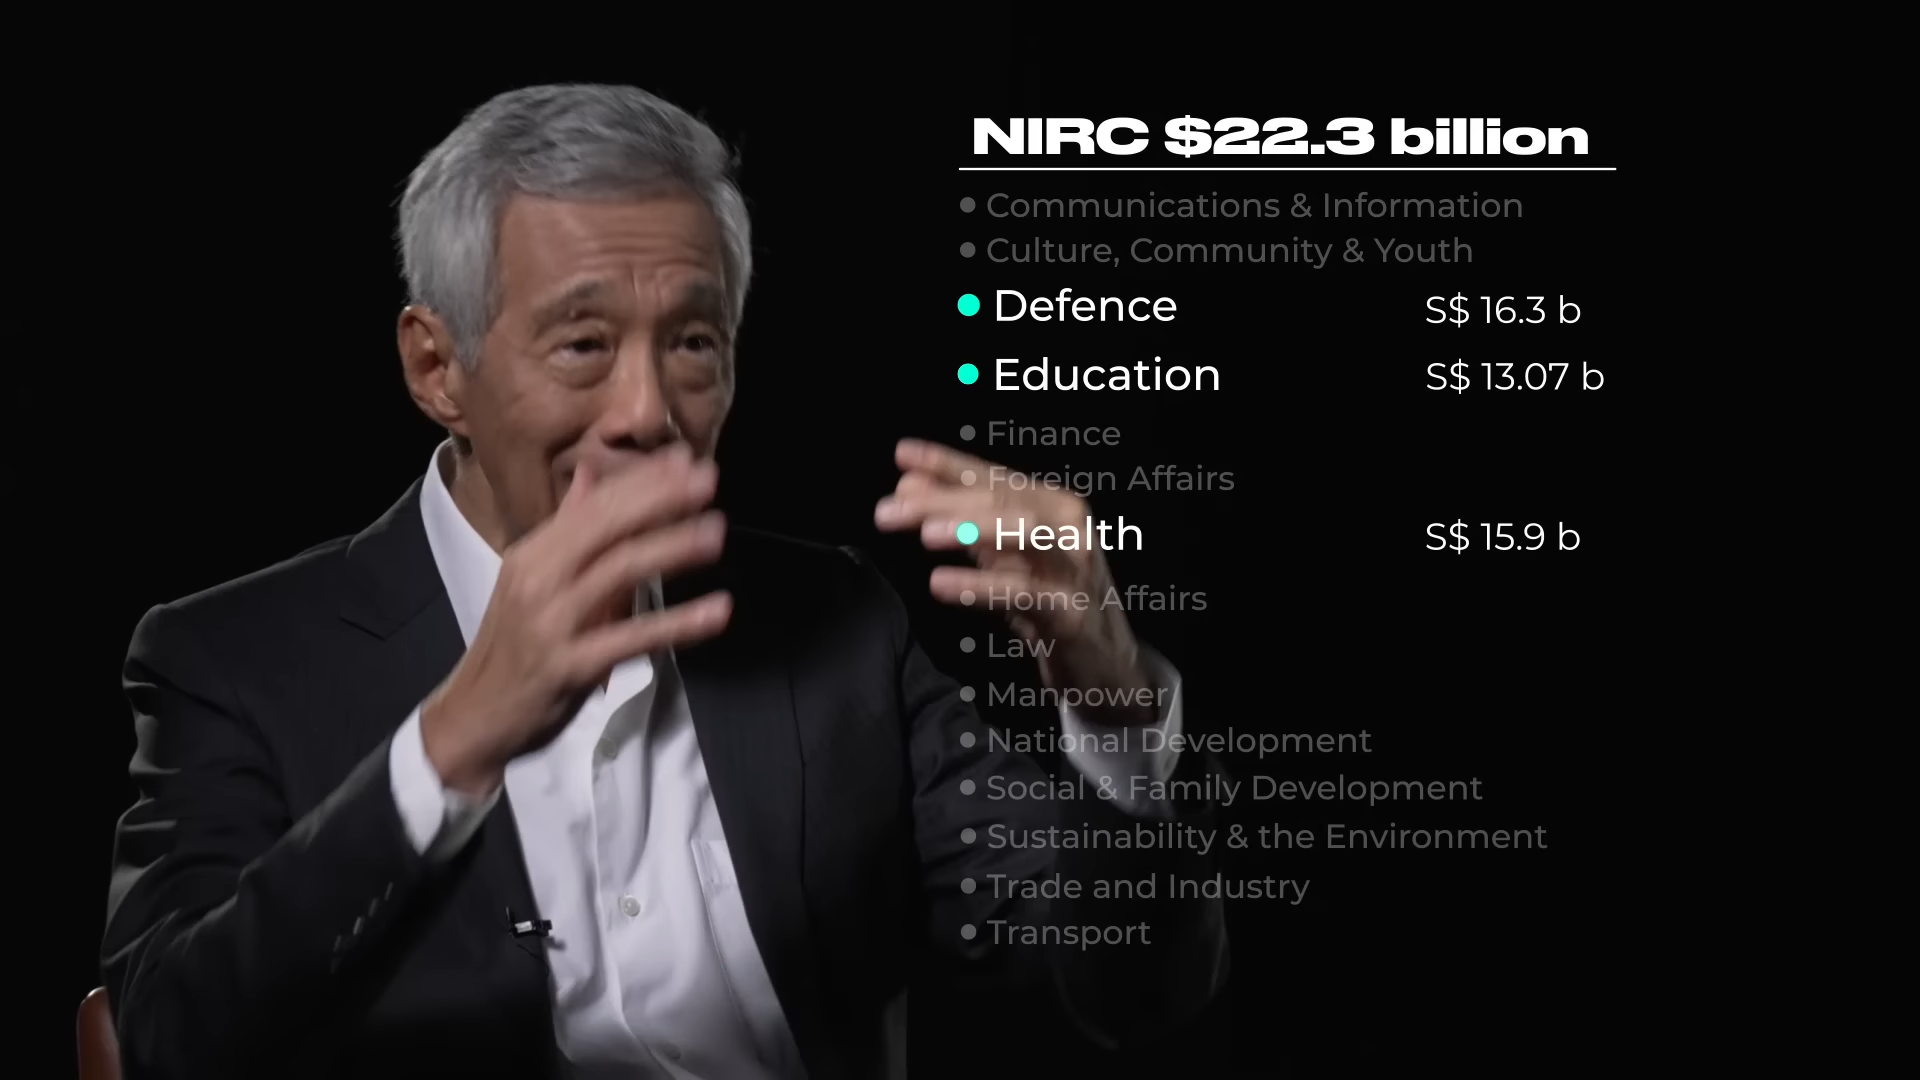 NIRC $22.3 billion
Communications & Information
Culture, Community & Youth
Defence S$ 16.3 b
Education S$ 13.07 b
Finance
Foreign Affairs
Health S$ 15.9 b
Home Affairs
Law
Manpower
National Development
Social & Family Development
Sustainability & the Environment
Trade and Industry
Transport